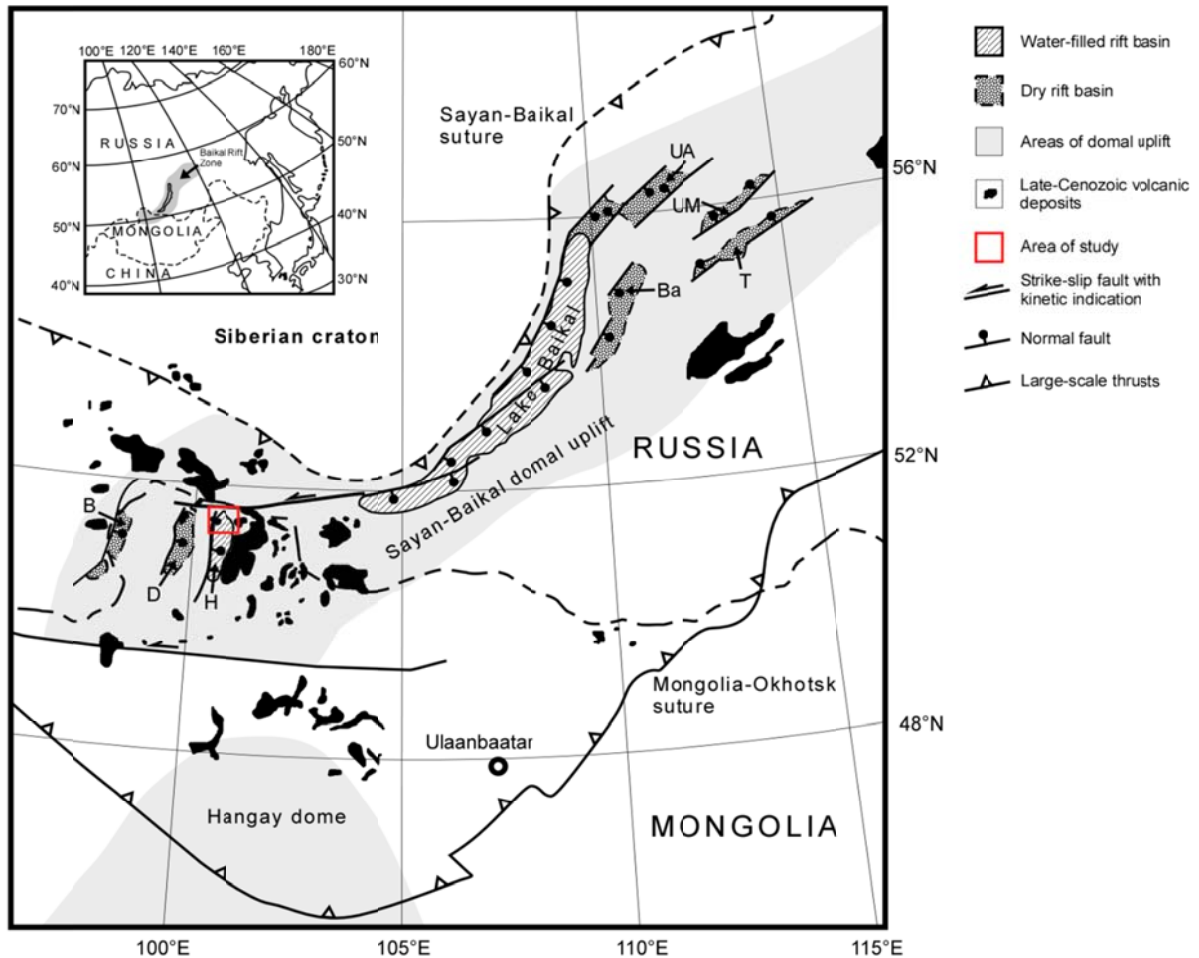 100°E 120°E 140°E 160°E 180°E
60°N
70°N
RUSSIA
50°N
Baikal Rift
Zone
60°N
40°N
50°N
MONGOLIA
CHINA
30°N
40°N
Sayan-Baikal
suture
UA
56°N
UM
T
Ba
Siberian craton
Lake Baikal
RUSSIA
52°N
Sayan-Baikal domal uplift
B
D
H
Mongolia-Okhotsk
suture
48°N
Ulaanbaatar
Hangay dome
MONGOLIA
100°E
105°E
110°E
115°E
Water-filled rift basin
Dry rift basin
Areas of domal uplift
Late-Cenozoic volcanic
deposits
Area of study
Strike-slip fault with
kinetic indication
Normal fault
Large-scale thrusts